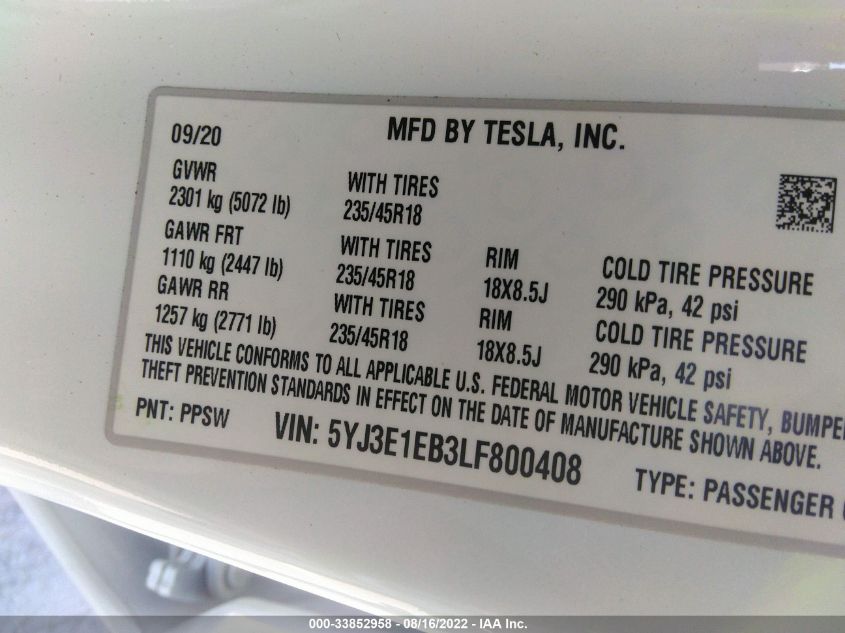 09/20
MFD BY TESLA, INC.
GVWR
2301 kg (5072 lb)
WITH TIRES
235/45R18
GAWR FRT
1110 kg (2447 lb)
WITH TIRES
235/45R18
RIM
18X8.5J
COLD TIRE PRESSURE
290 kPa, 42 psi
GAWR RR
1257 kg (2771 lb)
WITH TIRES
235/45R18
RIM
18X8.5J
COLD TIRE PRESSURE
290 kPa, 42 psi
THIS VEHICLE CONFORMS TO ALL APPLICABLE U.S. FEDERAL MOTOR VEHICLE SAFETY, BUMPER
THEFT PREVENTION STANDARDS IN EFFECT ON THE DATE OF MANUFACTURE SHOWN ABOVE.
PNT: PPSW
VIN: 5YJ3E1EB3LF800408
TYPE: PASSENGER
000-33852958 - 08/16/2022 - IAA Inc.